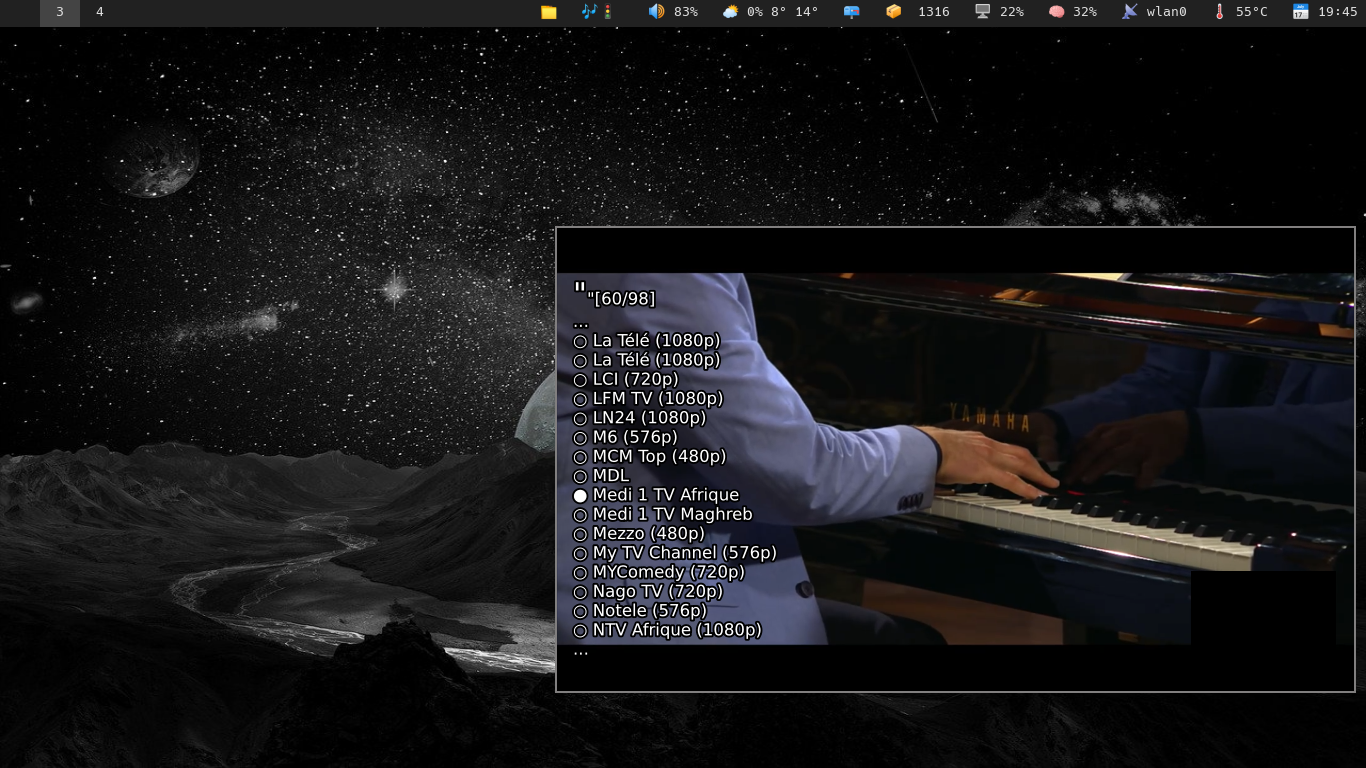 3 4 83% 0% 8° 14° 1316 22% 32% wlan0 55°C 17 19:45
"
"[60/98]
...
La Télé (1080p)
La Télé (1080p)
LCI (720p)
LFM TV (1080p)
LN24 (1080p)
M6 (576p)
MCM Top (480p)
MDL
Medi 1 TV Afrique
Medi 1 TV Maghreb
Mezzo (480p)
My TV Channel (576p)
MYComedy (720p)
Nago TV (720p)
Notele (576p)
NTV Afrique (1080p)
...
YAMAHA